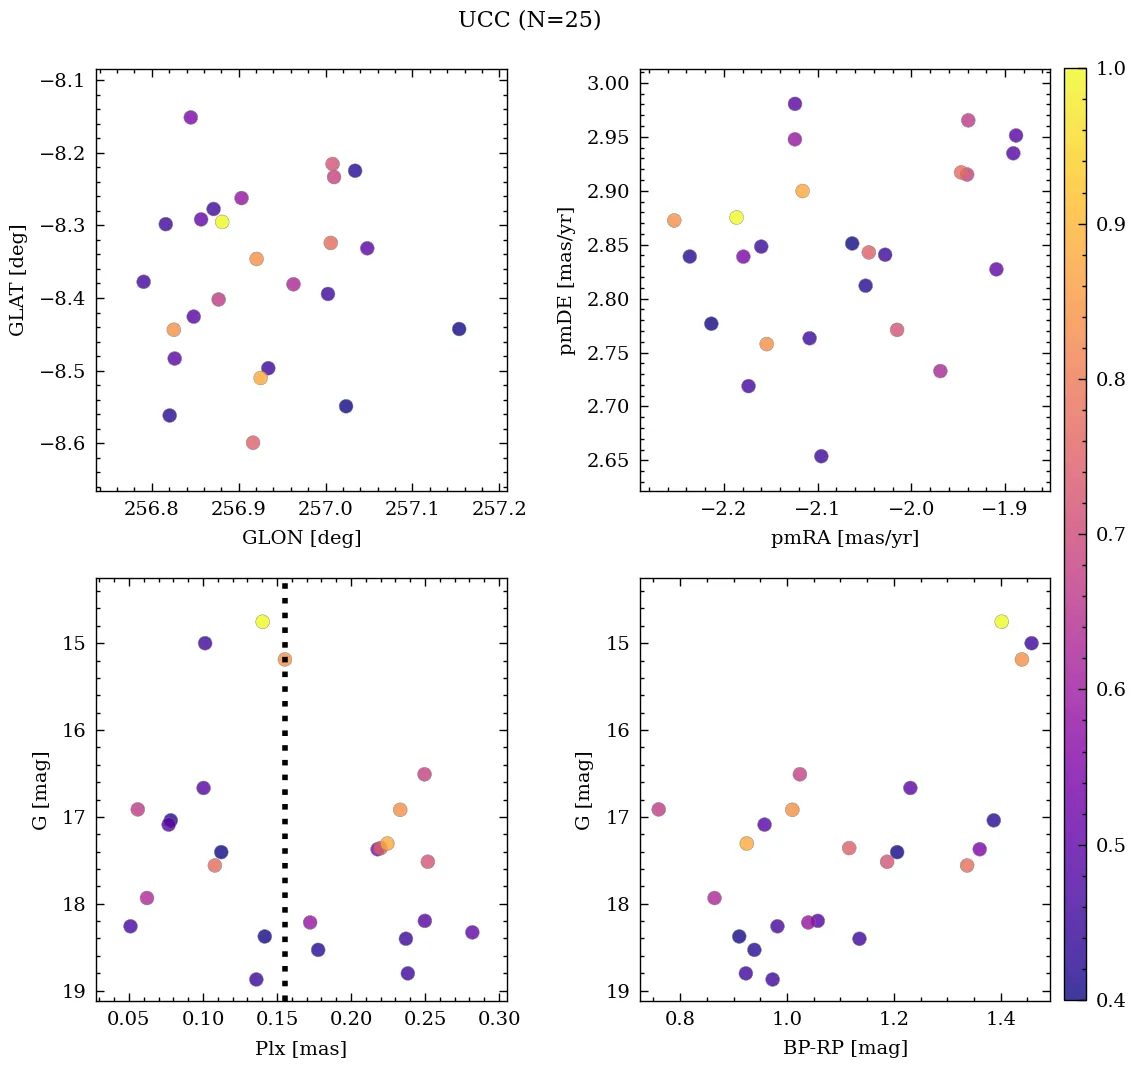 UCC (N=25)
−8.1
−8.2
−8.3
−8.4
−8.5
−8.6
GLAT [deg]
256.8 256.9 257.0 257.1 257.2
GLON [deg]
3.00
2.95
2.90
2.85
2.80
2.75
2.70
2.65
pmDE [mas/yr]
−2.2 −2.1 −2.0 −1.9
pmRA [mas/yr]
1.0
0.9
0.8
0.7
0.6
0.5
0.4
15
16
17
18
19
G [mag]
0.05 0.10 0.15 0.20 0.25 0.30
Plx [mas]
15
16
17
18
19
G [mag]
0.8 1.0 1.2 1.4
BP-RP [mag]